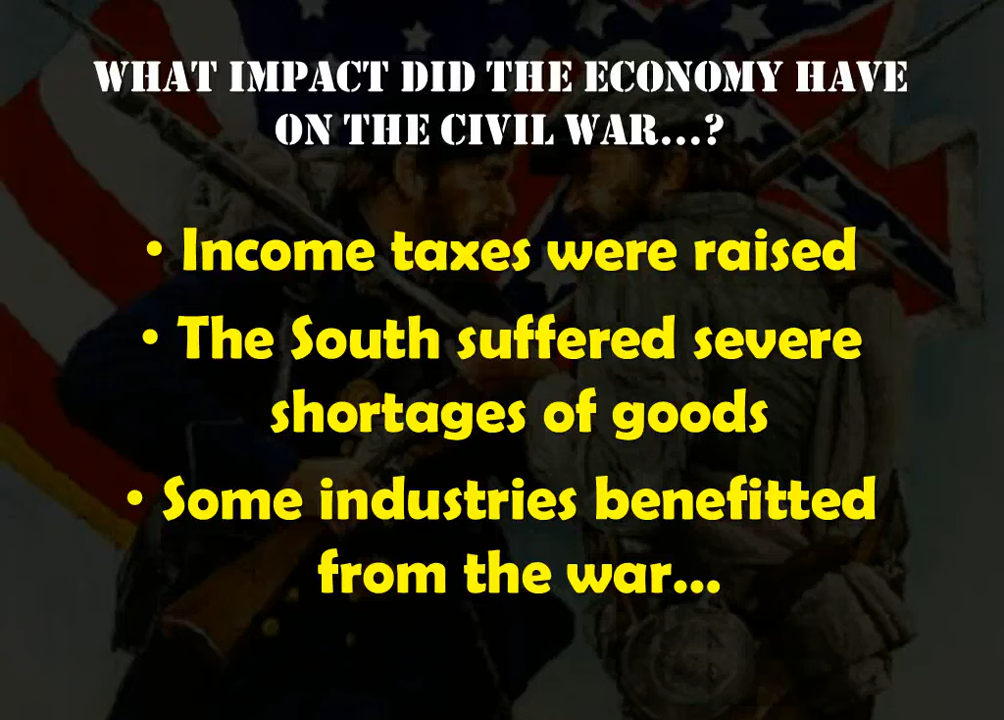 WHAT IMPACT DID THE ECONOMY HAVE
ON THE CIVIL WAR...?
• Income taxes were raised
• The South suffered severe
shortages of goods
• Some industries benefitted
from the war...